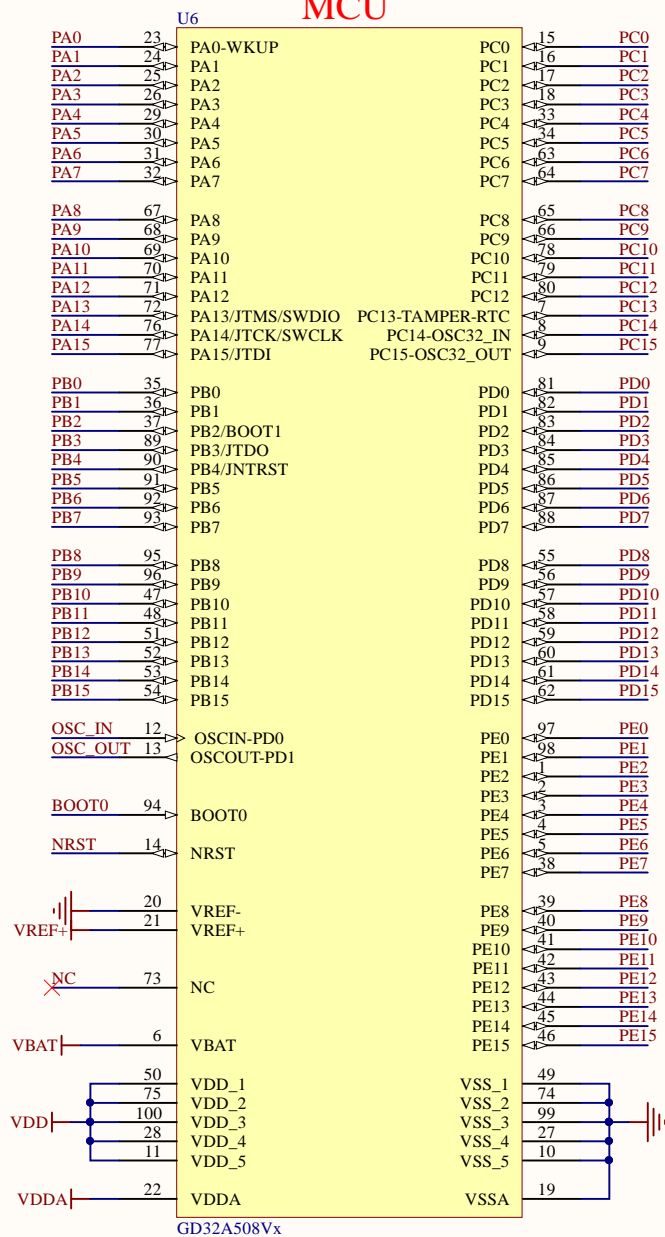 MCU
U6
PA0 23 PA0-WKUP PC0 15 PC0
PA1 24 PA1 PC1 16 PC1
PA2 25 PA2 PC2 17 PC2
PA3 26 PA3 PC3 18 PC3
PA4 29 PA4 PC4 33 PC4
PA5 30 PA5 PC5 34 PC5
PA6 31 PA6 PC6 63 PC6
PA7 32 PA7 PC7 64 PC7
PA8 67 PA8 PC8 65 PC8
PA9 68 PA9 PC9 66 PC9
PA10 69 PA10 PC10 78 PC10
PA11 70 PA11 PC11 79 PC11
PA12 71 PA12 PC12 80 PC12
PA13 72 PA13/JTMS/SWDIO PC13-TAMPER-RTC 7 PC13
PA14 76 PA14/JTCK/SWCLK PC14-OSC32_IN 8 PC14
PA15 77 PA15/JTDI PC15-OSC32_OUT 9 PC15
PB0 35 PB0 PD0 81 PD0
PB1 36 PB1 PD1 82 PD1
PB2 37 PB2/BOOT1 PD2 83 PD2
PB3 89 PB3/JTDO PD3 84 PD3
PB4 90 PB4/JNTRST PD4 85 PD4
PB5 91 PB5 PD5 86 PD5
PB6 92 PB6 PD6 87 PD6
PB7 93 PB7 PD7 88 PD7
PB8 95 PB8 PD8 55 PD8
PB9 96 PB9 PD9 56 PD9
PB10 47 PB10 PD10 57 PD10
PB11 48 PB11 PD11 58 PD11
PB12 51 PB12 PD12 59 PD12
PB13 52 PB13 PD13 60 PD13
PB14 53 PB14 PD14 61 PD14
PB15 54 PB15 PD15 62 PD15
OSC_IN 12 OSCIN-PD0 PE0 97 PE0
OSC_OUT 13 OSCOUT-PD1 PE1 98 PE1
PE2 1 PE2
PE3 2 PE3
BOOT0 94 BOOT0 PE4 3 PE4
PE5 4 PE5
NRST 14 NRST PE6 5 PE6
PE7 38 PE7
20 VREF- PE8 39 PE8
VREF+ 21 VREF+ PE9 40 PE9
PE10 41 PE10
PE11 42 PE11
NC 73 NC PE12 43 PE12
PE13 44 PE13
PE14 45 PE14
VBAT 6 VBAT PE15 46 PE15
50 VDD_1 VSS_1 49
75 VDD_2 VSS_2 74
VDD 100 VDD_3 VSS_3 99
28 VDD_4 VSS_4 27
11 VDD_5 VSS_5 10
VDDA 22 VDDA VSSA 19
GD32A508Vx